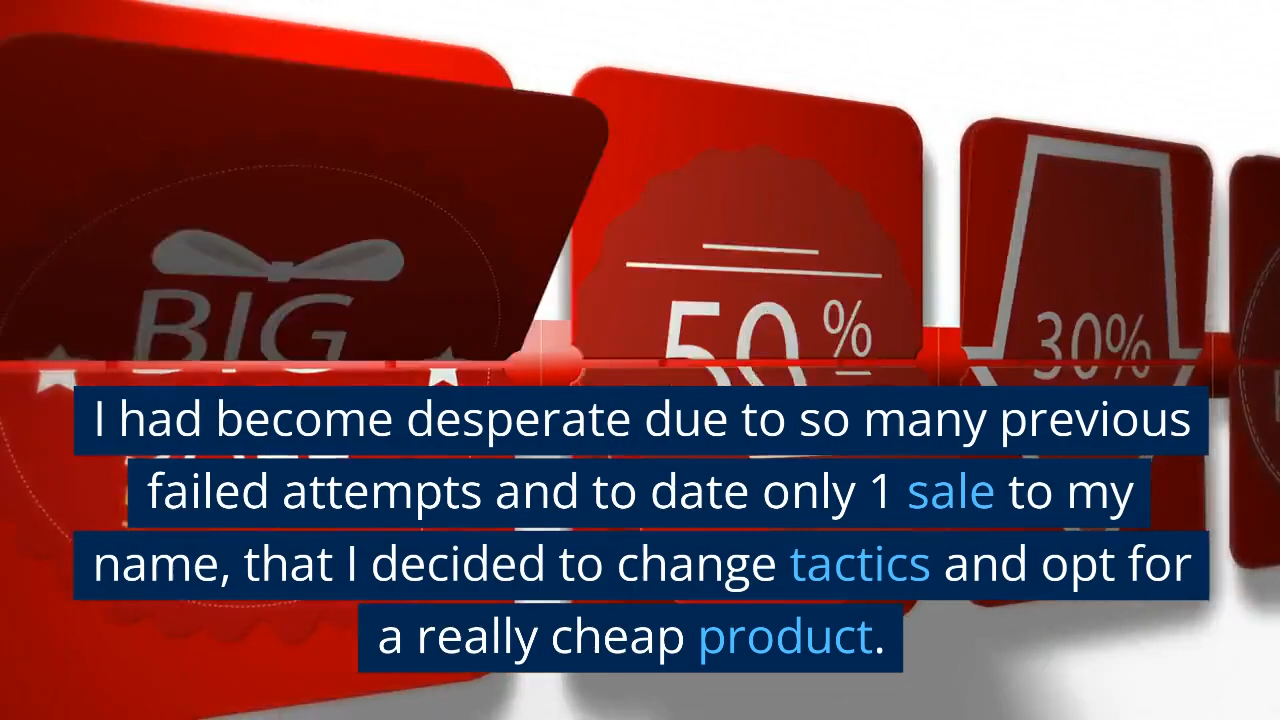 BIG
50%
30%
I had become desperate due to so many previous
failed attempts and to date only 1 sale to my
name, that I decided to change tactics and opt for
a really cheap product.